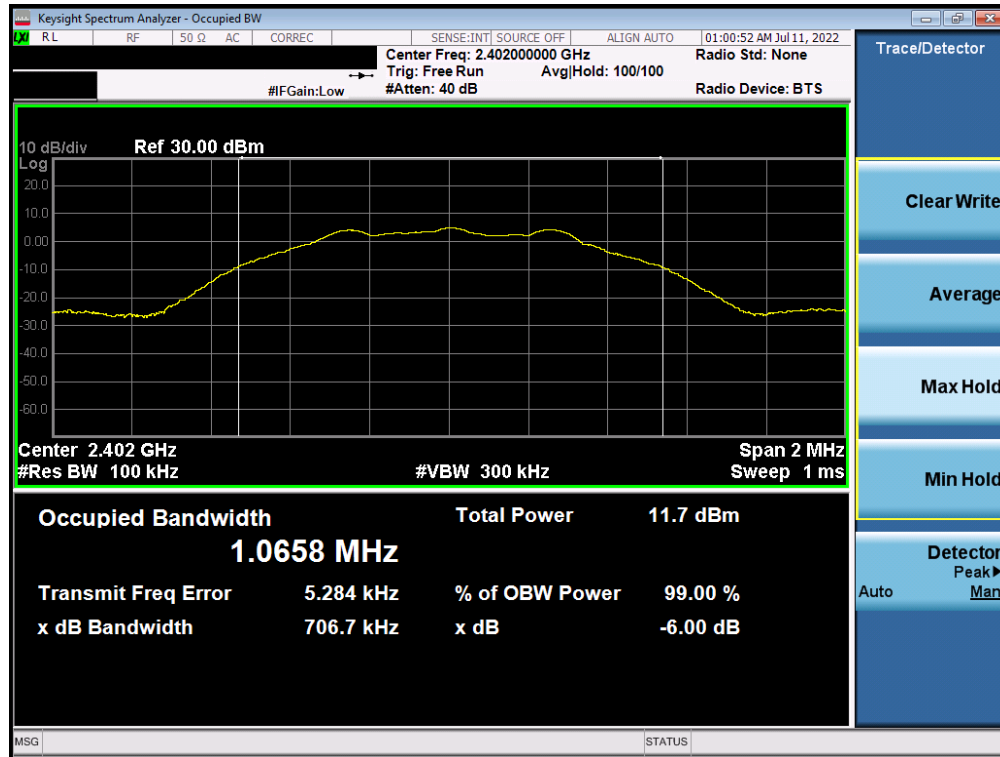 Keysight Spectrum Analyzer - Occupied BW
LXI RL RF 50 Ω AC CORREC SENSE:INT SOURCE OFF ALIGN AUTO 01:00:52 AM Jul 11, 2022
Center Freq: 2.402000000 GHz Radio Std: None
Trig: Free Run Avg|Hold: 100/100
#IFGain:Low #Atten: 40 dB Radio Device: BTS
10 dB/div Ref 30.00 dBm
Log
20.0
10.0
0.00
-10.0
-20.0
-30.0
-40.0
-50.0
-60.0
Center 2.402 GHz Span 2 MHz
#Res BW 100 kHz #VBW 300 kHz Sweep 1 ms
Occupied Bandwidth Total Power 11.7 dBm
1.0658 MHz
Transmit Freq Error 5.284 kHz % of OBW Power 99.00 %
x dB Bandwidth 706.7 kHz x dB -6.00 dB
MSG STATUS
Trace/Detector
Clear Write
Average
Max Hold
Min Hold
Detector
Peak▶
Auto Man